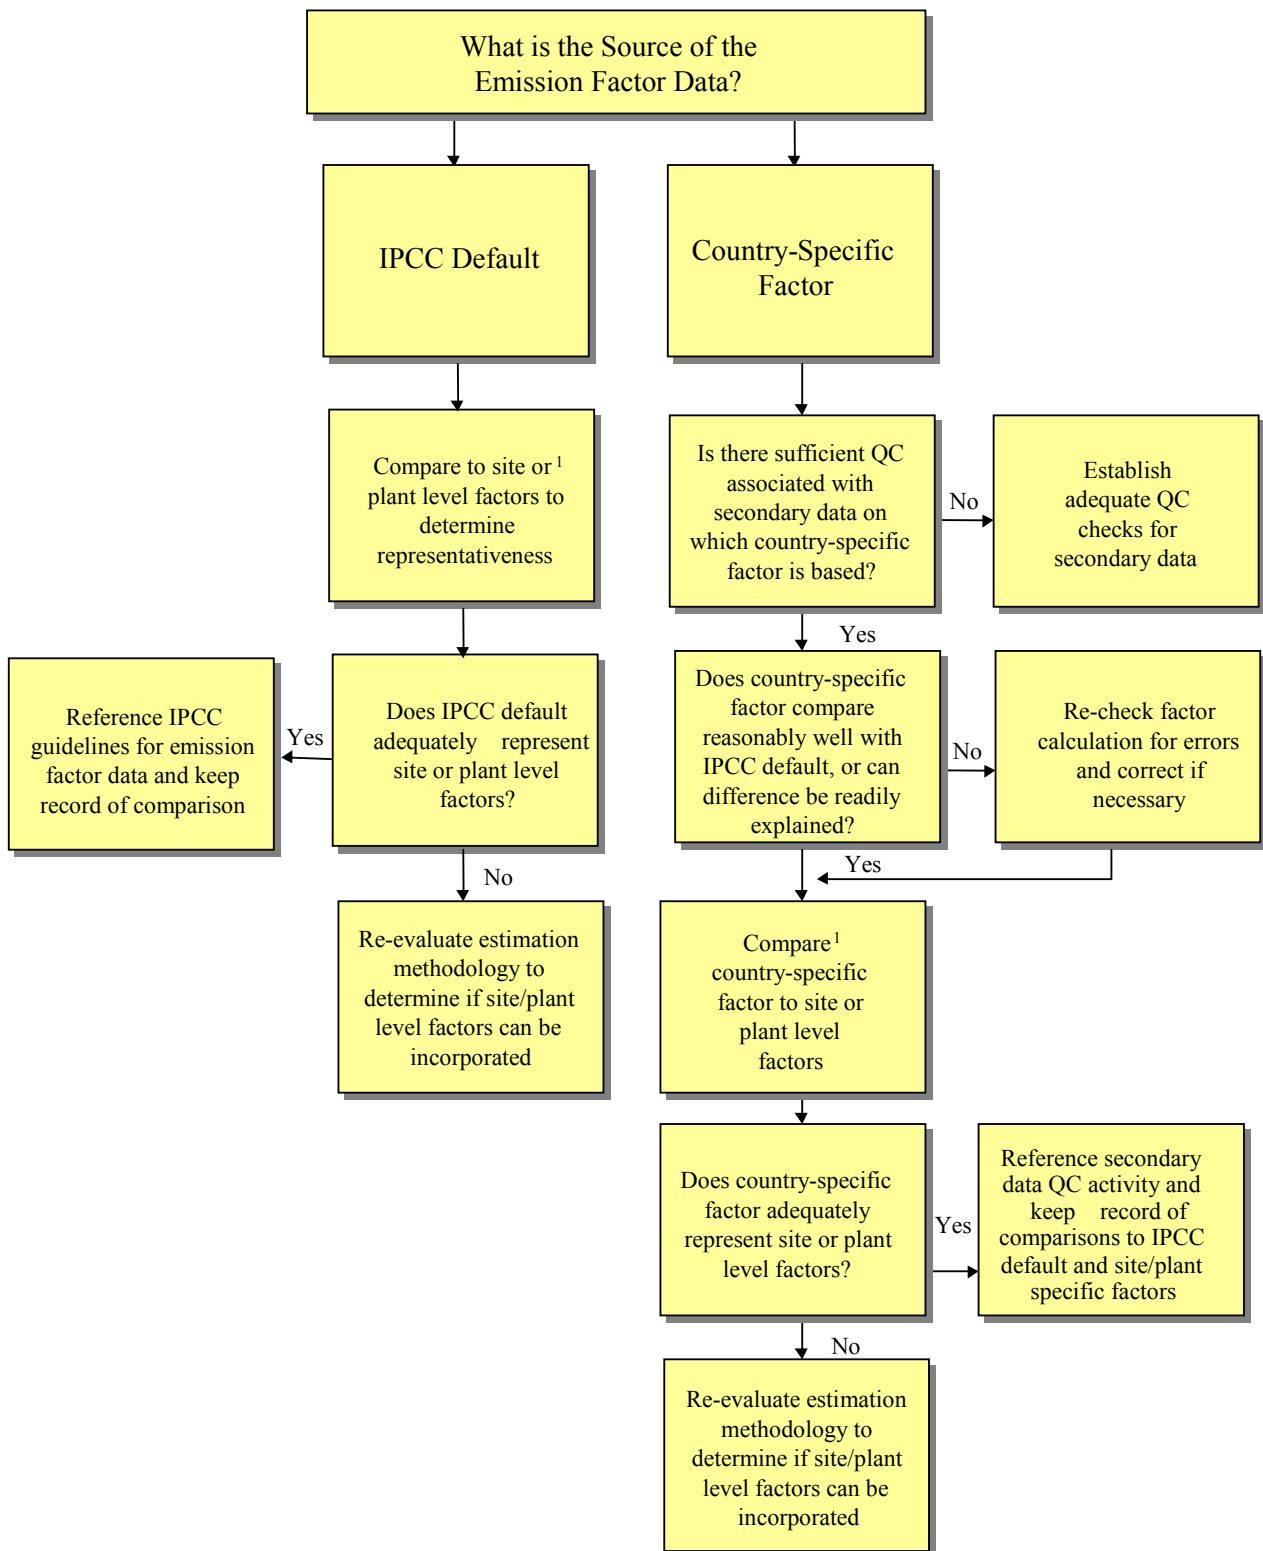 What is the Source of the
Emission Factor Data?
IPCC Default
Country-Specific
Factor
Compare to site or 1
plant level factors to
determine
representativeness
Is there sufficient QC
associated with
secondary data on
which country-specific
factor is based?
No
Establish
adequate QC
checks for
secondary data
Yes
Reference IPCC
guidelines for emission
factor data and keep
record of comparison
Yes
Does IPCC default
adequately represent
site or plant level
factors?
Does country-specific
factor compare
reasonably well with
IPCC default, or can
difference be readily
explained?
No
Re-check factor
calculation for errors
and correct if
necessary
No
Yes
Re-evaluate estimation
methodology to
determine if site/plant
level factors can be
incorporated
Compare 1
country-specific
factor to site or
plant level
factors
Does country-specific
factor adequately
represent site or plant
level factors?
Yes
Reference secondary
data QC activity and
keep record of
comparisons to IPCC
default and site/plant
specific factors
No
Re-evaluate estimation
methodology to
determine if site/plant
level factors can be
incorporated